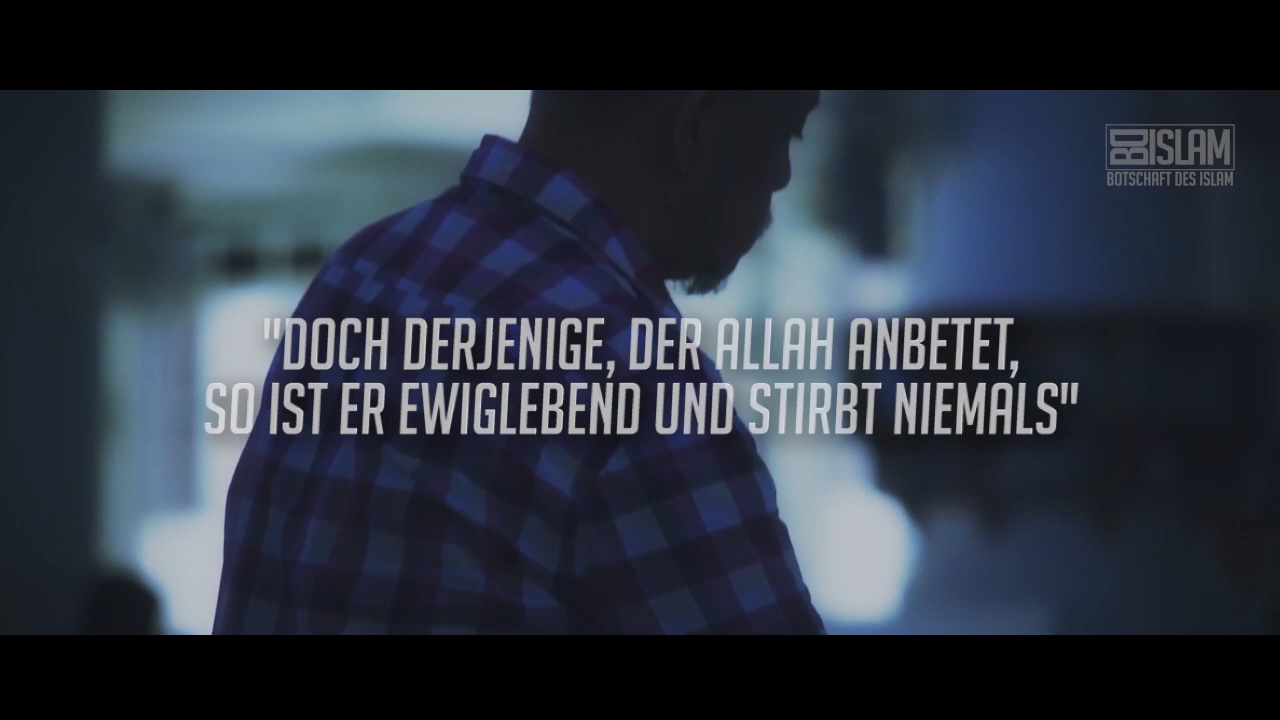 BDISLAM
BOTSCHAFT DES ISLAM
"DOCH DERJENIGE, DER ALLAH ANBETET,
SO IST ER EWIGLEBEND UND STIRBT NIEMALS"